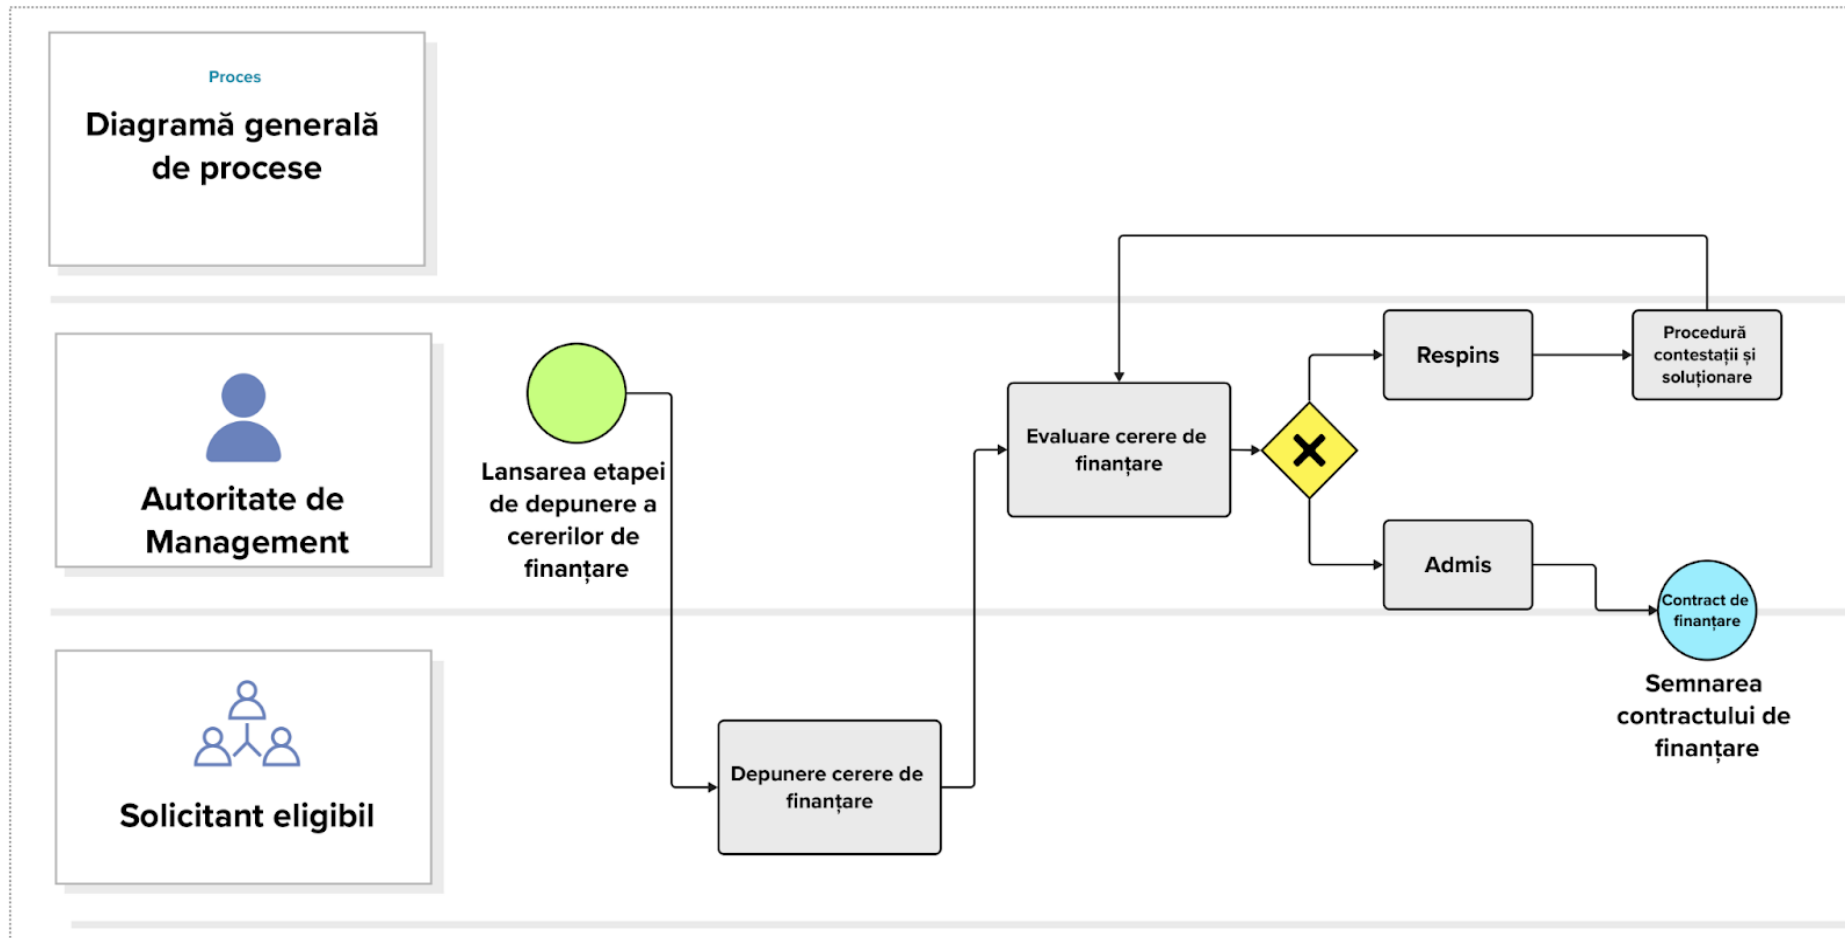 Proces
Diagramă generală
de procese
Autoritate de
Management
Lansarea etapei
de depunere a
cererilor de
finanțare
Evaluare cerere de
finanțare
Respins
Procedură
contestații și
soluționare
Admis
Contract de
finanțare
Semnarea
contractului de
finanțare
Solicitant eligibil
Depunere cerere de
finanțare